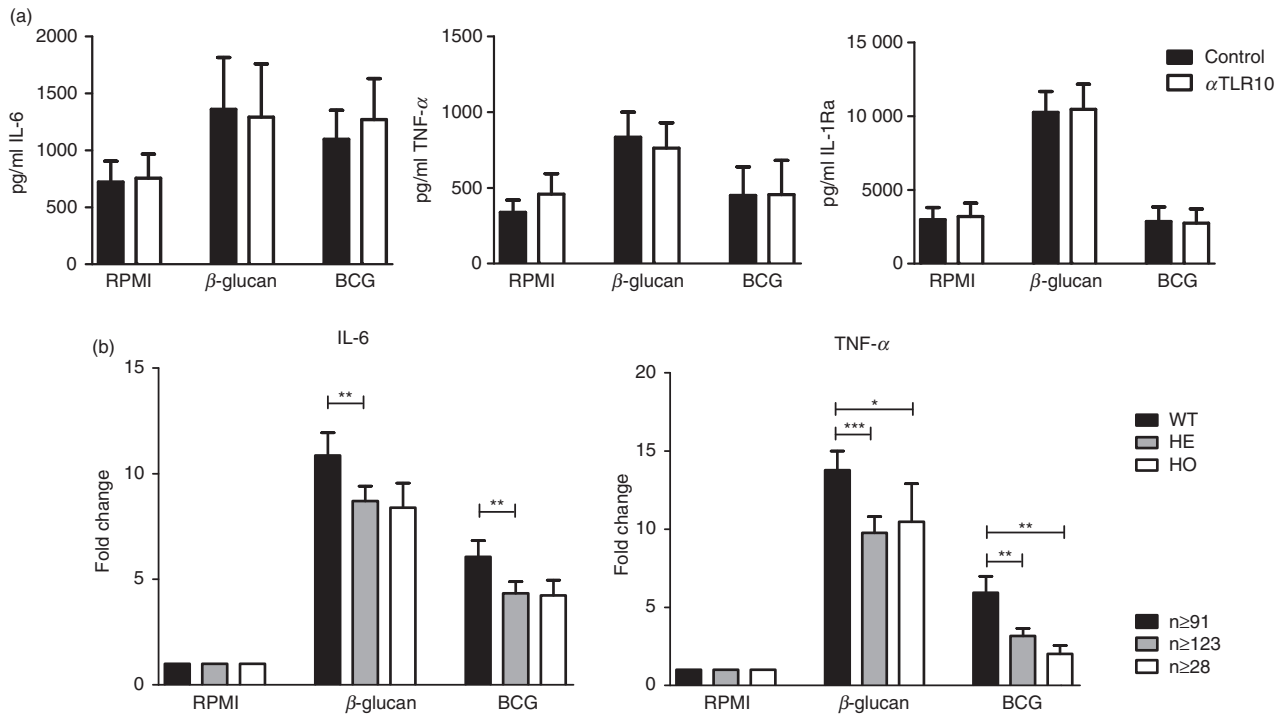 (a)
2000
1500
1000
500
0
pg/ml IL-6
RPMI β-glucan BCG
1500
1000
500
0
pg/ml TNF-α
RPMI β-glucan BCG
15 000
10 000
5000
0
pg/ml IL-1Ra
RPMI β-glucan BCG
Control
αTLR10
(b)
IL-6
15
10
5
0
Fold change
**
**
RPMI β-glucan BCG
TNF-α
20
15
10
5
0
Fold change
*
***
**
**
RPMI β-glucan BCG
WT
HE
HO
n≥91
n≥123
n≥28